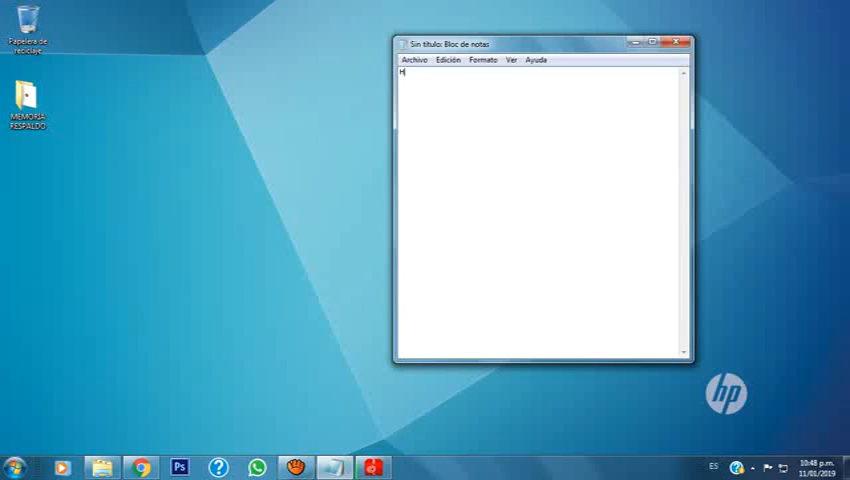 Papelera de
reciclaje
MEMORIA
RESPALDO
Sin título: Bloc de notas
Archivo Edición Formato Ver Ayuda
H
hp
Ps
ES
10:48 p.m.
11/01/2019